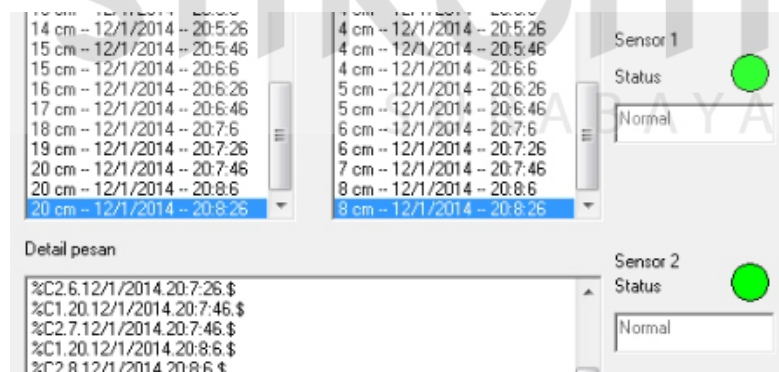 14 cm -- 12/1/2014 -- 20:5:26
15 cm -- 12/1/2014 -- 20:5:46
15 cm -- 12/1/2014 -- 20:6:6
16 cm -- 12/1/2014 -- 20:6:26
17 cm -- 12/1/2014 -- 20:6:46
18 cm -- 12/1/2014 -- 20:7:6
19 cm -- 12/1/2014 -- 20:7:26
20 cm -- 12/1/2014 -- 20:7:46
20 cm -- 12/1/2014 -- 20:8:6
20 cm -- 12/1/2014 -- 20:8:26
4 cm -- 12/1/2014 -- 20:5:26
4 cm -- 12/1/2014 -- 20:5:46
4 cm -- 12/1/2014 -- 20:6:6
5 cm -- 12/1/2014 -- 20:6:26
5 cm -- 12/1/2014 -- 20:6:46
6 cm -- 12/1/2014 -- 20:7:6
6 cm -- 12/1/2014 -- 20:7:26
7 cm -- 12/1/2014 -- 20:7:46
8 cm -- 12/1/2014 -- 20:8:6
8 cm -- 12/1/2014 -- 20:8:26
Sensor 1
Status
Normal
Detail pesan
%C2.6.12/1/2014.20:7:26.$
%C1.20.12/1/2014.20:7:46.$
%C2.7.12/1/2014.20:7:46.$
%C1.20.12/1/2014.20:8:6.$
%C2.8.12/1/2014.20:8:6.$
Sensor 2
Status
Normal